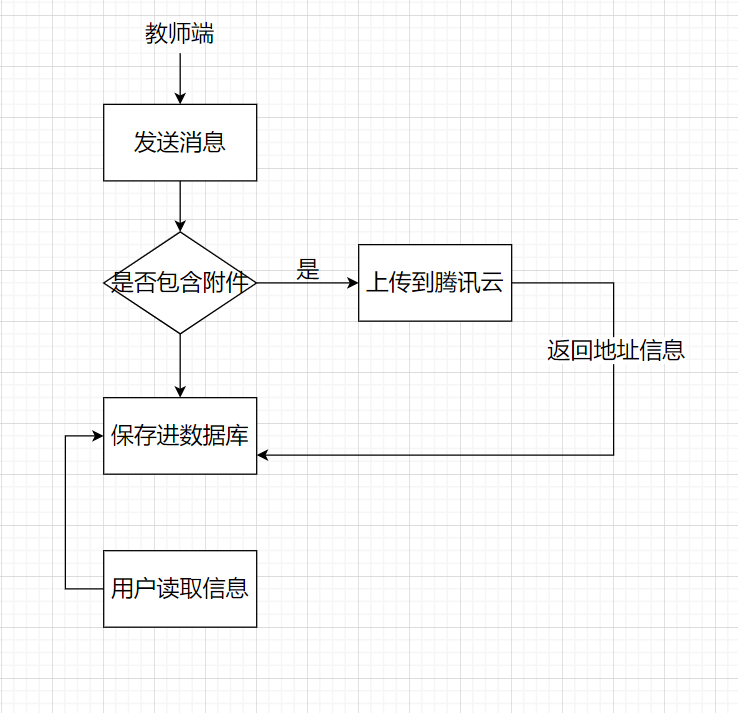 教师端
发送消息
是否包含附件
是
上传到腾讯云
返回地址信息
保存进数据库
用户读取信息